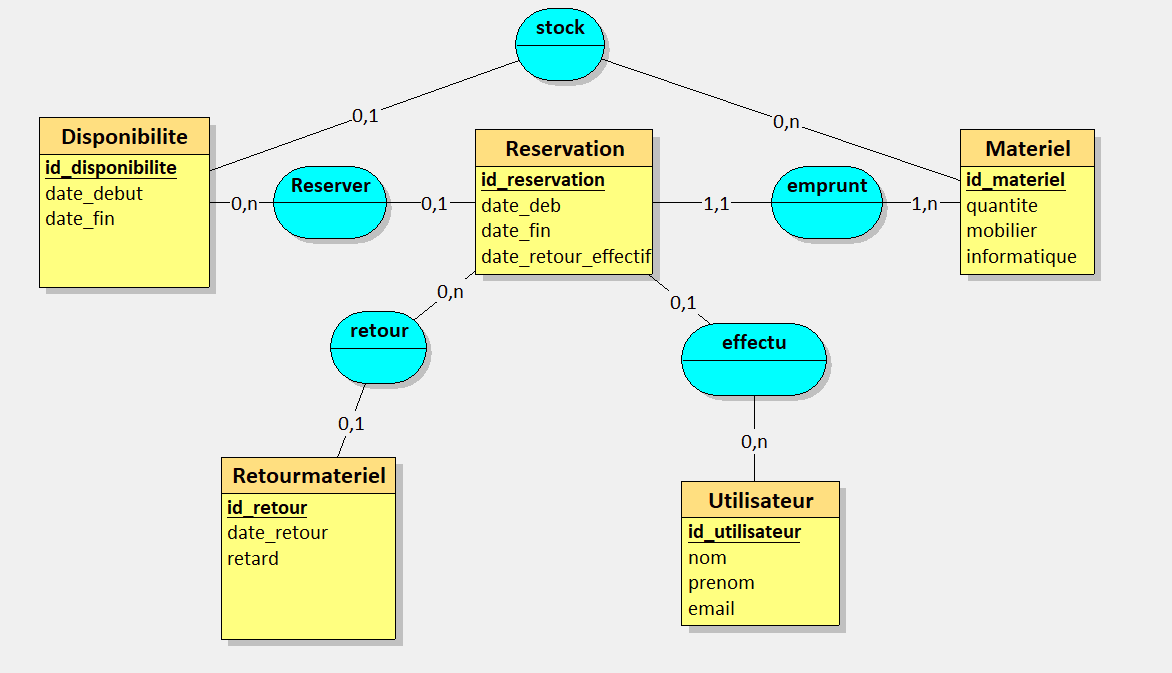 stock
0,1
0,n
Disponibilite
id_disponibilite
date_debut
date_fin
0,n
Reserver
0,1
Reservation
id_reservation
date_deb
date_fin
date_retour_effectif
1,1
emprunt
1,n
Materiel
id_materiel
quantite
mobilier
informatique
0,n
retour
0,1
0,1
effectu
0,n
Retourmateriel
id_retour
date_retour
retard
Utilisateur
id_utilisateur
nom
prenom
email